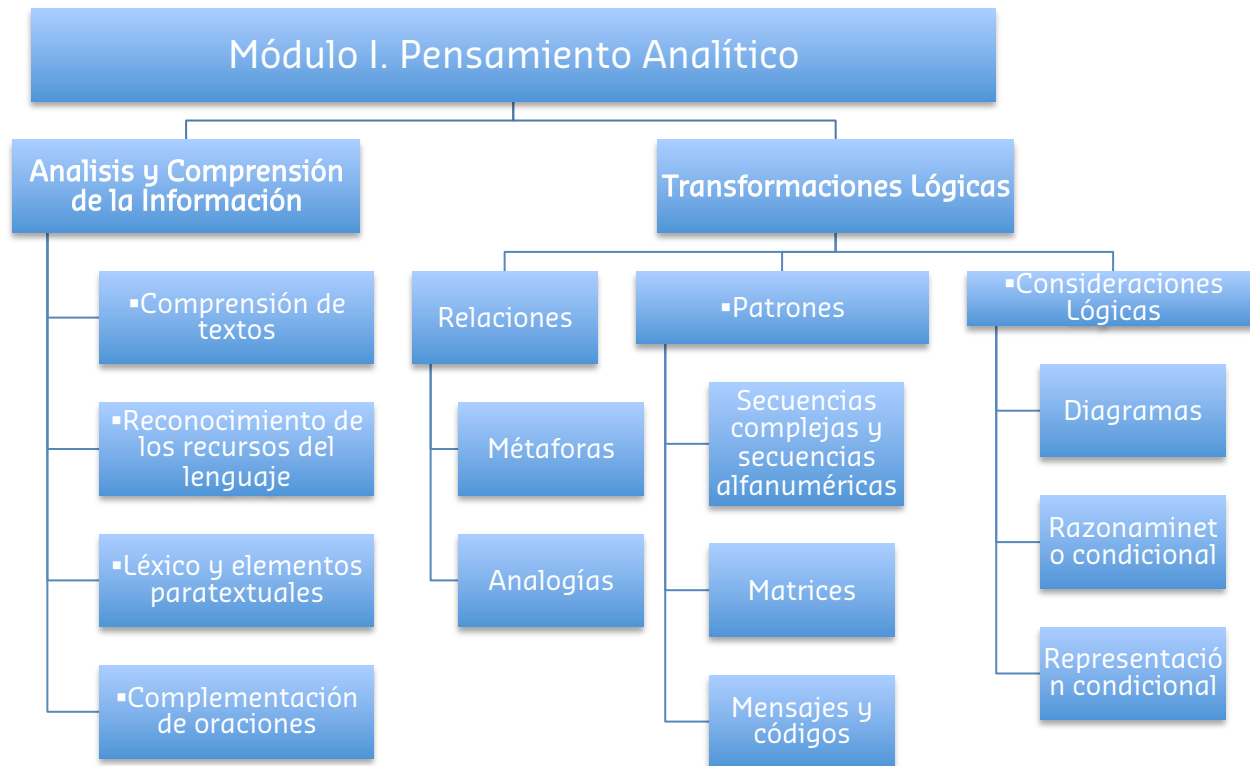 Módulo I. Pensamiento Analítico
Analisis y Comprensión
de la Información
▪Comprensión de
textos
▪Reconocimiento de
los recursos del
lenguaje
▪Léxico y elementos
paratextuales
▪Complementación
de oraciones
Transformaciones Lógicas
Relaciones
Métaforas
Analogías
▪Patrones
Secuencias
complejas y
secuencias
alfanuméricas
Matrices
Mensajes y
códigos
▪Consideraciones
Lógicas
Diagramas
Razonaminet
o condicional
Representació
n condicional